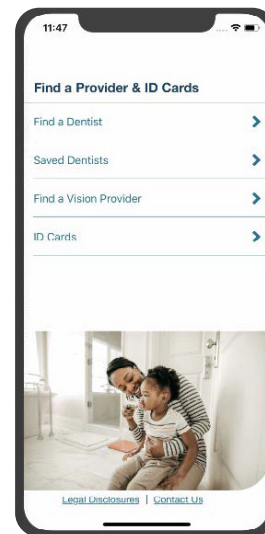 11:47
Find a Provider & ID Cards
Find a Dentist
Saved Dentists
Find a Vision Provider
ID Cards
Legal Disclosures | Contact Us